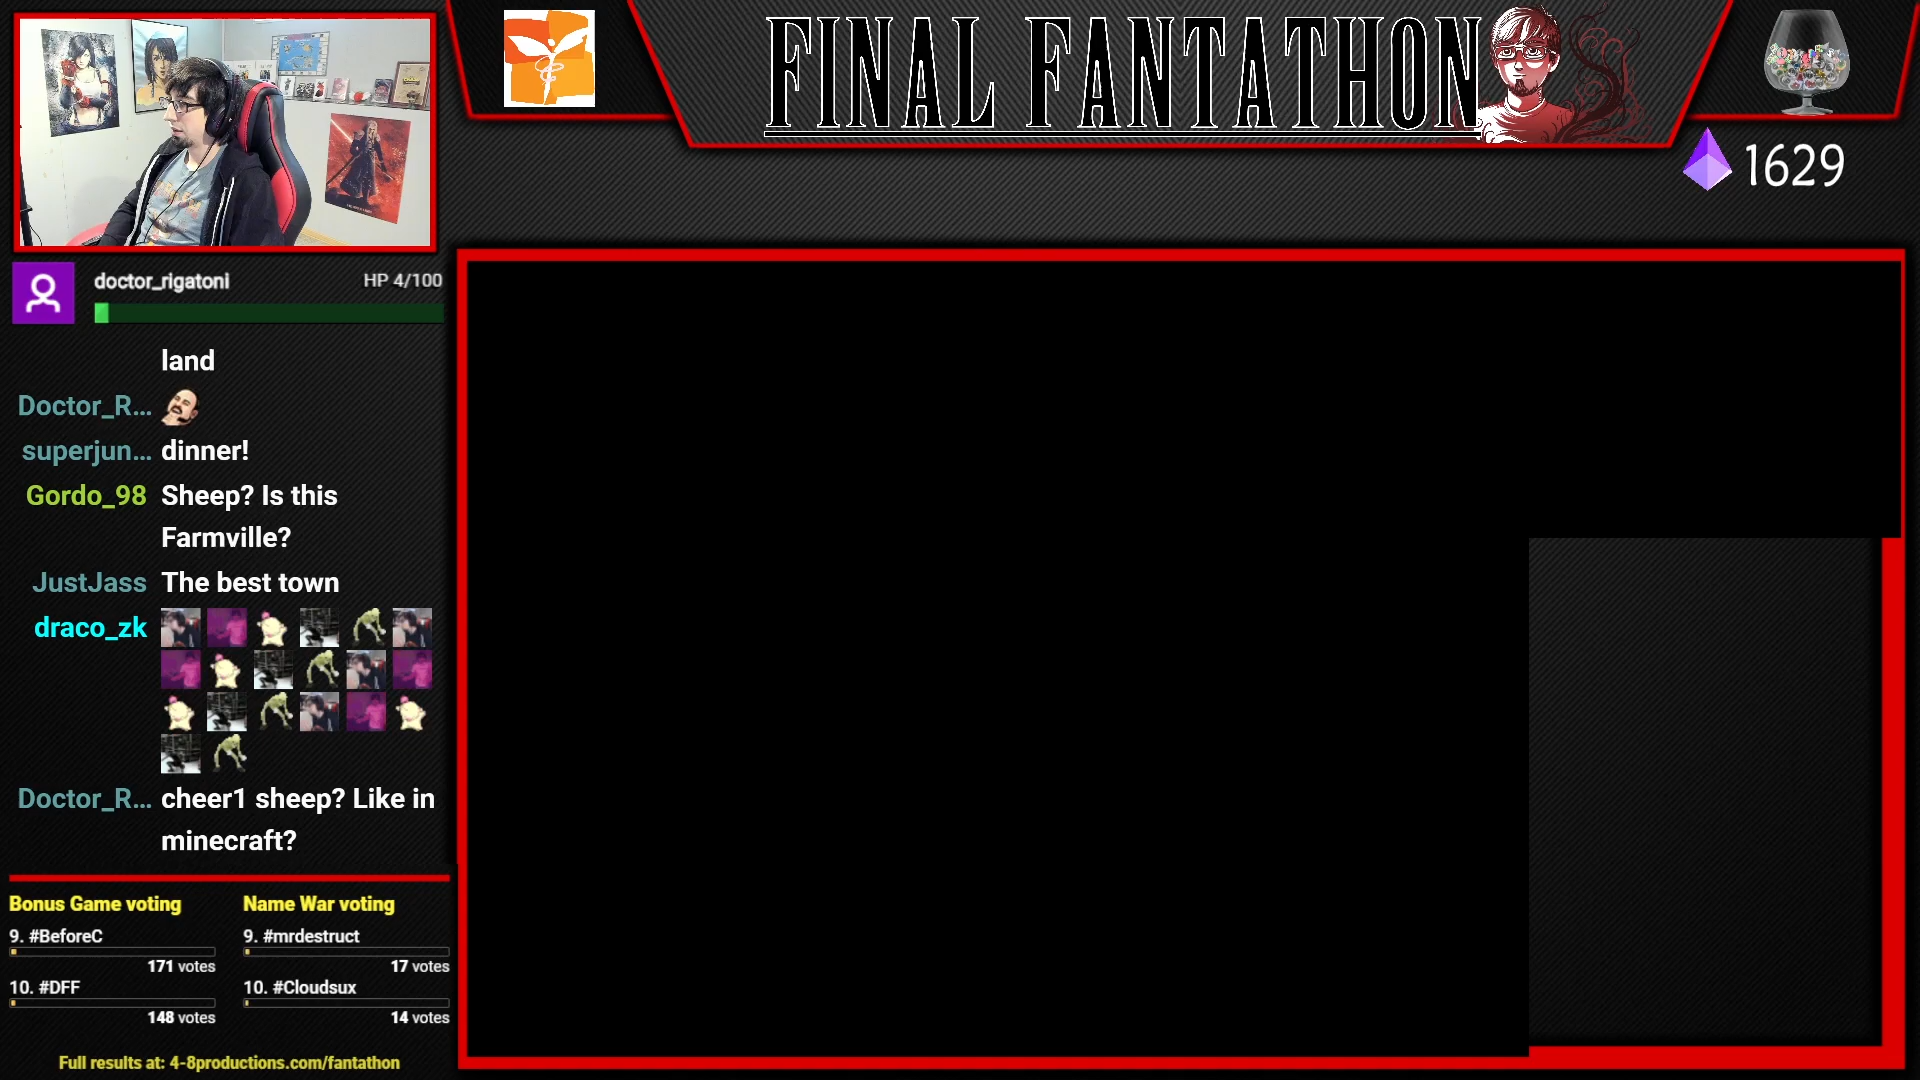 FINAL FANTATHON
1629
doctor_rigatoni HP 4/100
land
Doctor_R...
superjun... dinner!
Gordo_98 Sheep? Is this
Farmville?
JustJass The best town
draco_zk
Doctor_R... cheer1 sheep? Like in
minecraft?
Bonus Game voting
9. #BeforeC
171 votes
10. #DFF
148 votes
Name War voting
9. #mrdestruct
17 votes
10. #Cloudsux
14 votes
Full results at: 4-8productions.com/fantathon